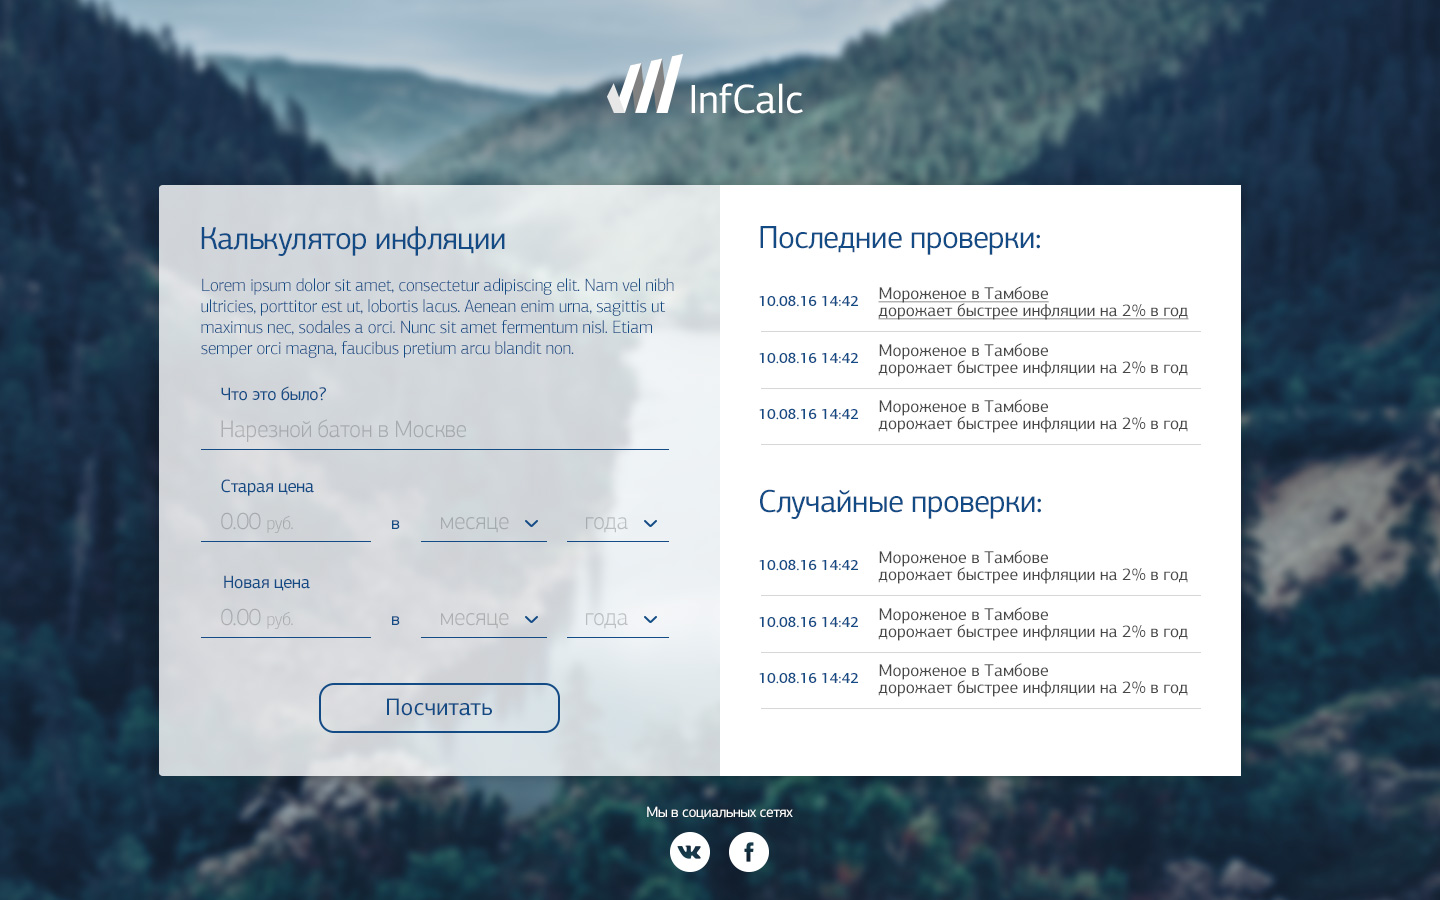 InfCalc
Калькулятор инфляции
Lorem ipsum dolor sit amet, consectetur adipiscing elit. Nam vel nibh
ultricies, porttitor est ut, lobortis lacus. Aenean enim urna, sagittis ut
maximus nec, sodales a orci. Nunc sit amet fermentum nisl. Etiam
semper orci magna, faucibus pretium arcu blandit non.
Что это было?
Нарезной батон в Москве
Старая цена
0.00 руб. в месяце года
Новая цена
0.00 руб. в месяце года
Посчитать
Последние проверки:
10.08.16 14:42
Мороженое в Тамбове
дорожает быстрее инфляции на 2% в год
10.08.16 14:42
Мороженое в Тамбове
дорожает быстрее инфляции на 2% в год
10.08.16 14:42
Мороженое в Тамбове
дорожает быстрее инфляции на 2% в год
Случайные проверки:
10.08.16 14:42
Мороженое в Тамбове
дорожает быстрее инфляции на 2% в год
10.08.16 14:42
Мороженое в Тамбове
дорожает быстрее инфляции на 2% в год
10.08.16 14:42
Мороженое в Тамбове
дорожает быстрее инфляции на 2% в год
Мы в социальных сетях